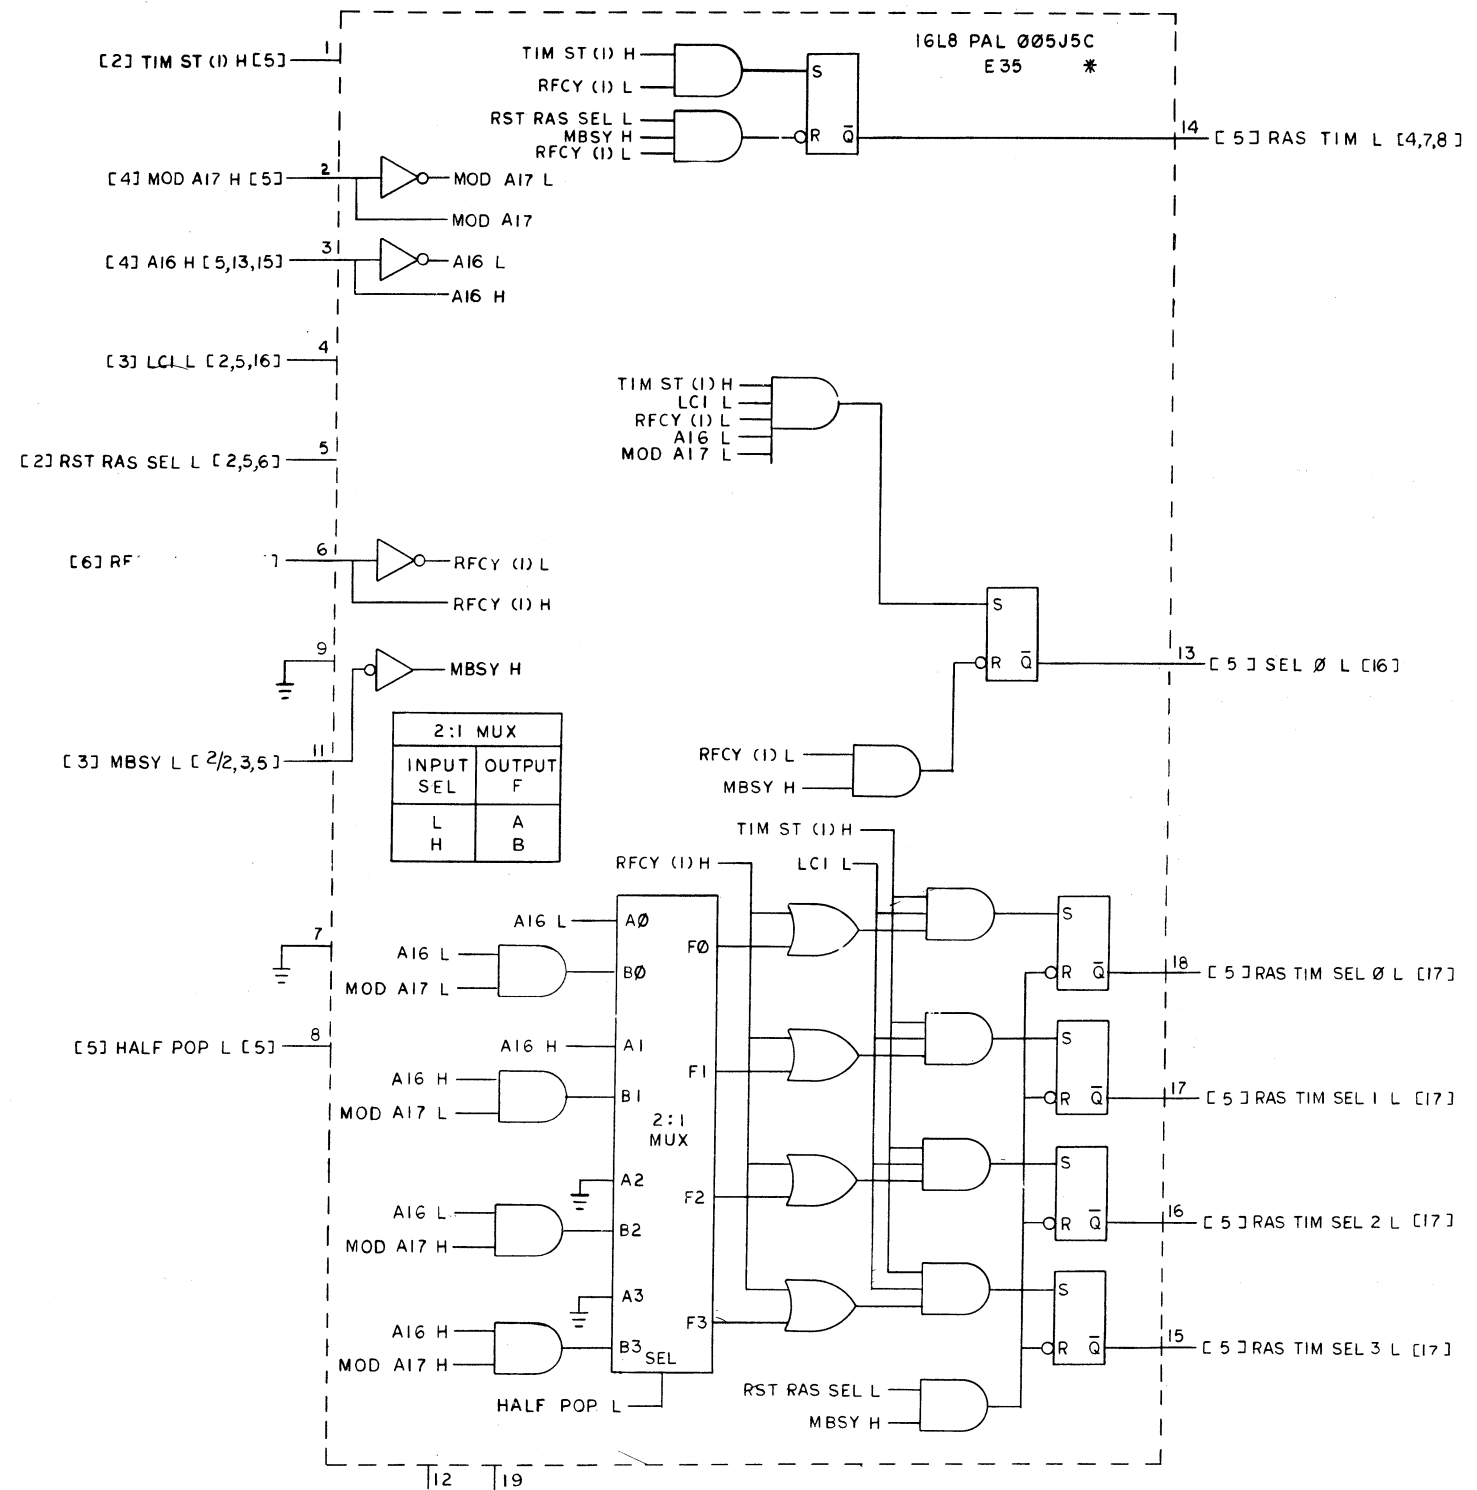 16L8 PAL ØØ5J5C
E35 *
[2] TIM ST (1) H [5]
1
TIM ST (1) H
RFCY (1) L
S
RST RAS SEL L
MBSY H
RFCY (1) L
R Q̅
14
[5] RAS TIM L [4,7,8]
[4] MOD A17 H [5]
2
MOD A17 L
MOD A17
[4] A16 H [5,13,15]
3
A16 L
A16 H
[3] LCI L [2,5,16]
4
TIM ST (1) H
LCI L
RFCY (1) L
A16 L
MOD A17 L
[2] RST RAS SEL L [2,5,6]
5
[6]
6
RFCY (1) L
RFCY (1) H
S
R Q̅
13
[5] SEL Ø L [16]
9
MBSY H
[3] MBSY L [2/2,3,5]
11
2:1 MUX
INPUT SEL
OUTPUT F
L A
H B
RFCY (1) L
MBSY H
TIM ST (1) H
RFCY (1) H
LCI L
7
[5] HALF POP L [5]
8
A16 L
A16 L
MOD A17 L
A16 H
A16 H
MOD A17 L
A16 L
MOD A17 H
A16 H
MOD A17 H
AØ
BØ
A1
B1
2:1
MUX
A2
B2
A3
B3
SEL
FØ
F1
F2
F3
HALF POP L
S
R Q̅
18
[5] RAS TIM SEL Ø L [17]
S
R Q̅
17
[5] RAS TIM SEL 1 L [17]
S
R Q̅
16
[5] RAS TIM SEL 2 L [17]
S
R Q̅
15
[5] RAS TIM SEL 3 L [17]
RST RAS SEL L
MBSY H
12
19